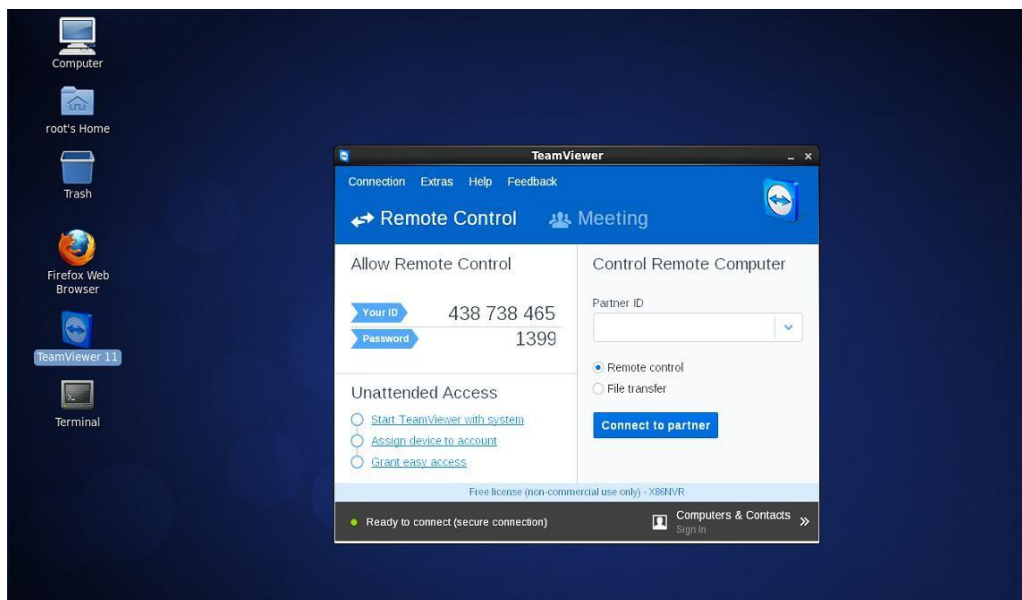 Computer
root's Home
Trash
Firefox Web
Browser
TeamViewer 11
Terminal
TeamViewer
Connection Extras Help Feedback
Remote Control Meeting
Allow Remote Control
Your ID 438 738 465
Password 1399
Unattended Access
Start TeamViewer with system
Assign device to account
Grant easy access
Control Remote Computer
Partner ID
Remote control
File transfer
Connect to partner
Free license (non-commercial use only) - X86NVR
Ready to connect (secure connection)
Computers & Contacts
Sign In